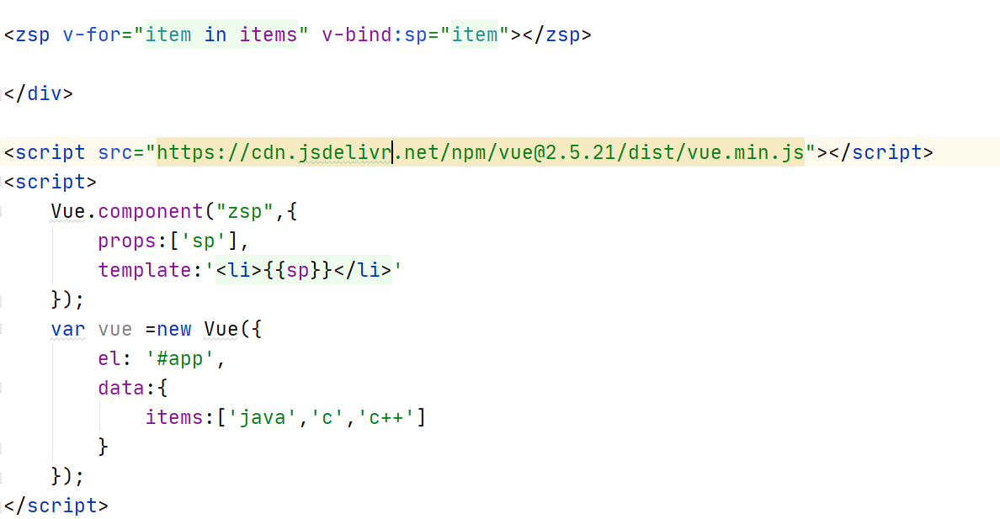 <zsp v-for="item in items" v-bind:sp="item"></zsp>
</div>
<script src="https://cdn.jsdelivr.net/npm/vue@2.5.21/dist/vue.min.js"></script>
<script>
    Vue.component("zsp",{
        props:['sp'],
        template:'<li>{{sp}}</li>'
    });
    var vue =new Vue({
        el: '#app',
        data:{
            items:['java','c','c++']
        }
    });
</script>